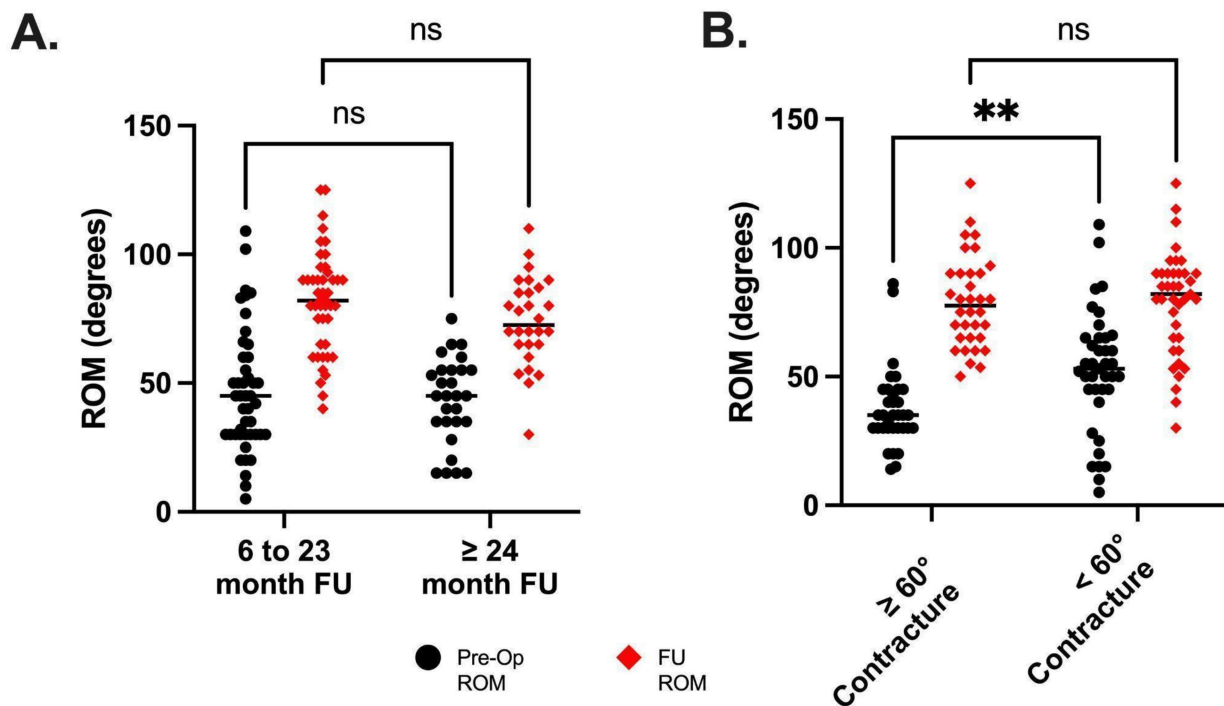 A.
ns
ns
ROM (degrees)
150
100
50
0
6 to 23
month FU
≥ 24
month FU
B.
ns
**
ROM (degrees)
150
100
50
0
≥ 60°
Contracture
< 60°
Contracture
Pre-Op
ROM
FU
ROM